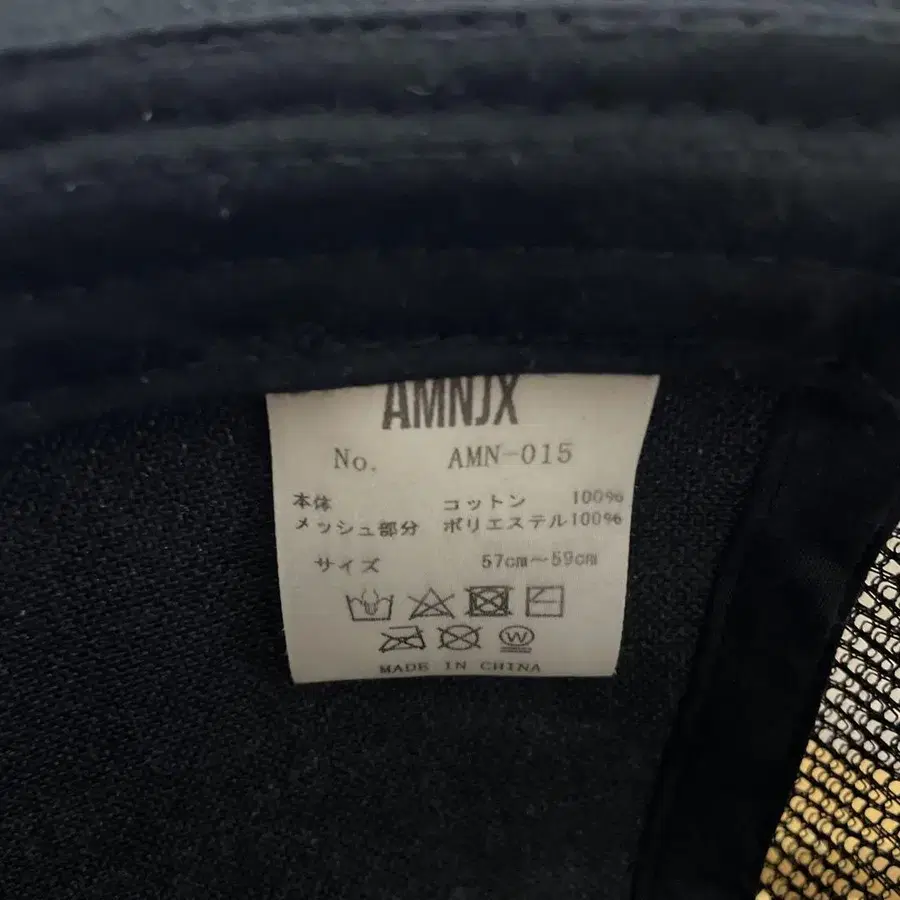 AMNJX
No. AMN-015
本体 コットン 100%
メッシュ部分 ポリエステル100%
サイズ 57cm~59cm
W
MADE IN CHINA